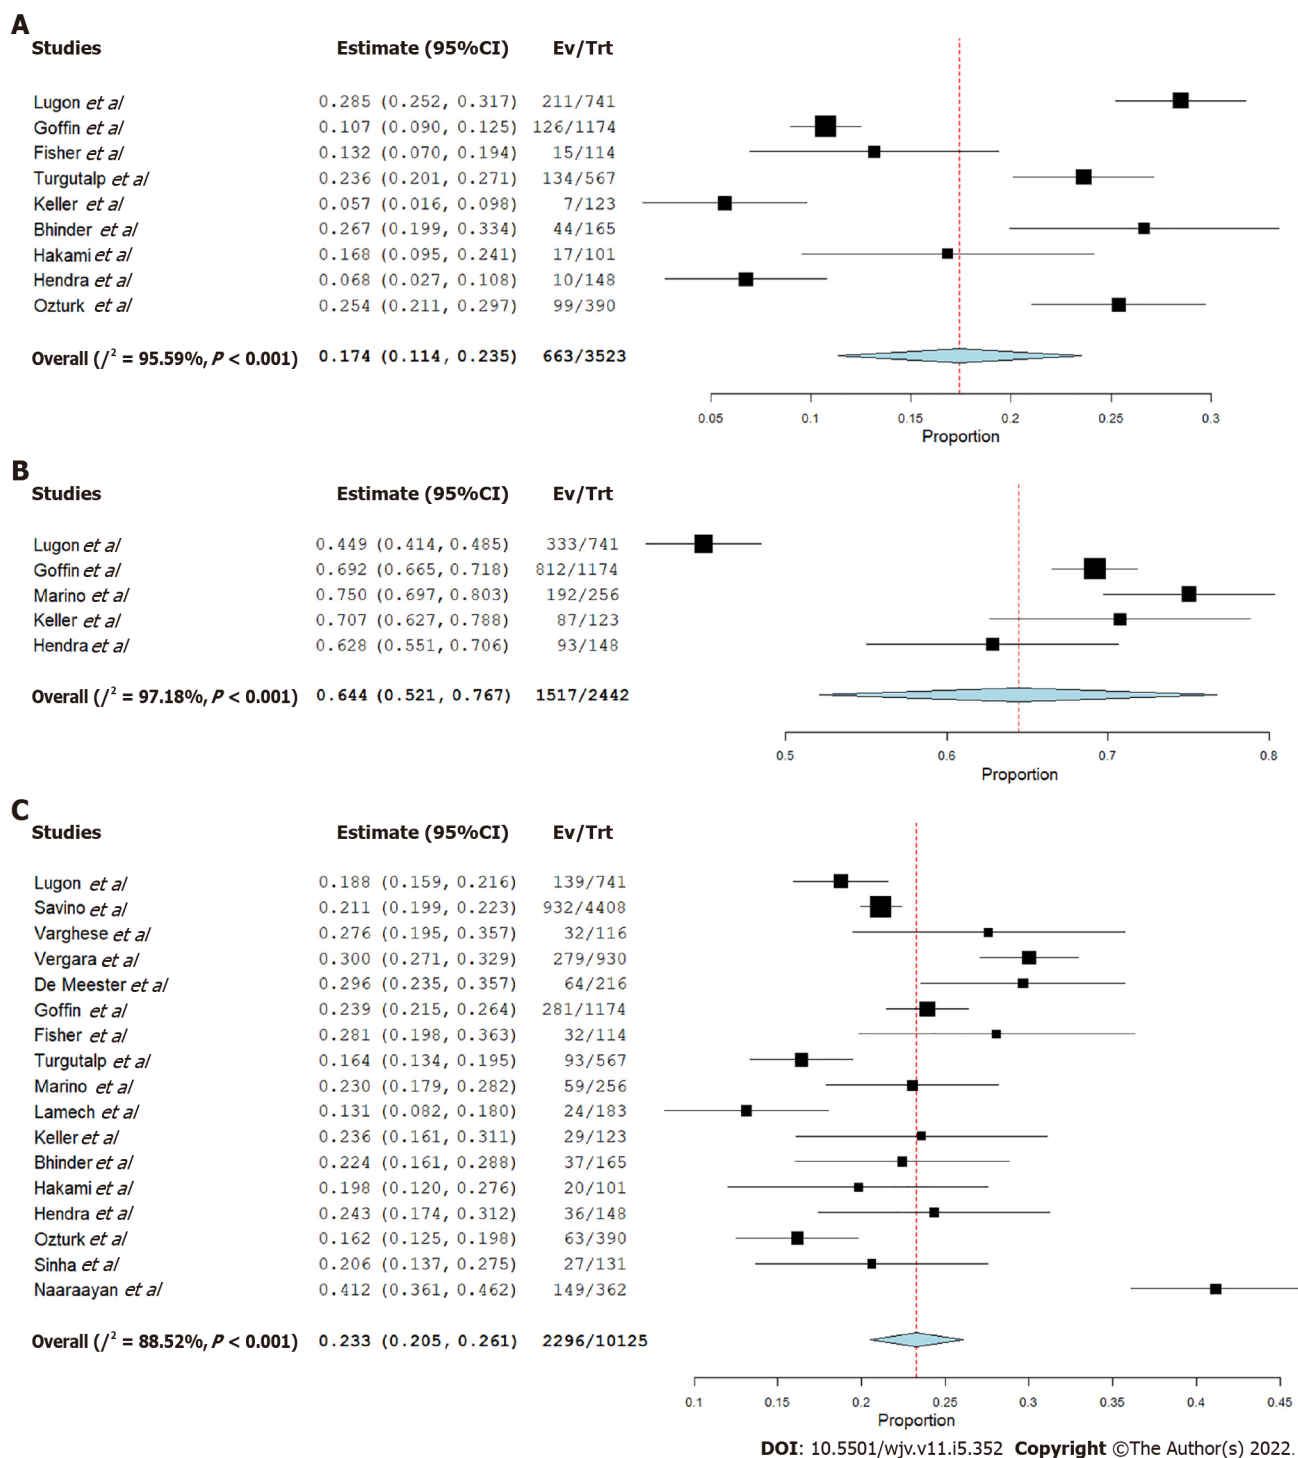 A
Studies Estimate (95%CI) Ev/Trt
Lugon et al 0.285 (0.252, 0.317) 211/741
Goffin et al 0.107 (0.090, 0.125) 126/1174
Fisher et al 0.132 (0.070, 0.194) 15/114
Turgutalp et al 0.236 (0.201, 0.271) 134/567
Keller et al 0.057 (0.016, 0.098) 7/123
Bhinder et al 0.267 (0.199, 0.334) 44/165
Hakami et al 0.168 (0.095, 0.241) 17/101
Hendra et al 0.068 (0.027, 0.108) 10/148
Ozturk et al 0.254 (0.211, 0.297) 99/390
Overall (I² = 95.59%, P < 0.001) 0.174 (0.114, 0.235) 663/3523
0.05 0.1 0.15 0.2 0.25 0.3
Proportion
B
Studies Estimate (95%CI) Ev/Trt
Lugon et al 0.449 (0.414, 0.485) 333/741
Goffin et al 0.692 (0.665, 0.718) 812/1174
Marino et al 0.750 (0.697, 0.803) 192/256
Keller et al 0.707 (0.627, 0.788) 87/123
Hendra et al 0.628 (0.551, 0.706) 93/148
Overall (I² = 97.18%, P < 0.001) 0.644 (0.521, 0.767) 1517/2442
0.5 0.6 0.7 0.8
Proportion
C
Studies Estimate (95%CI) Ev/Trt
Lugon et al 0.188 (0.159, 0.216) 139/741
Savino et al 0.211 (0.199, 0.223) 932/4408
Varghese et al 0.276 (0.195, 0.357) 32/116
Vergara et al 0.300 (0.271, 0.329) 279/930
De Meester et al 0.296 (0.235, 0.357) 64/216
Goffin et al 0.239 (0.215, 0.264) 281/1174
Fisher et al 0.281 (0.198, 0.363) 32/114
Turgutalp et al 0.164 (0.134, 0.195) 93/567
Marino et al 0.230 (0.179, 0.282) 59/256
Lamech et al 0.131 (0.082, 0.180) 24/183
Keller et al 0.236 (0.161, 0.311) 29/123
Bhinder et al 0.224 (0.161, 0.288) 37/165
Hakami et al 0.198 (0.120, 0.276) 20/101
Hendra et al 0.243 (0.174, 0.312) 36/148
Ozturk et al 0.162 (0.125, 0.198) 63/390
Sinha et al 0.206 (0.137, 0.275) 27/131
Naaraayan et al 0.412 (0.361, 0.462) 149/362
Overall (I² = 88.52%, P < 0.001) 0.233 (0.205, 0.261) 2296/10125
0.1 0.15 0.2 0.25 0.3 0.35 0.4 0.45
Proportion
DOI: 10.5501/wjv.v11.i5.352 Copyright ©The Author(s) 2022.